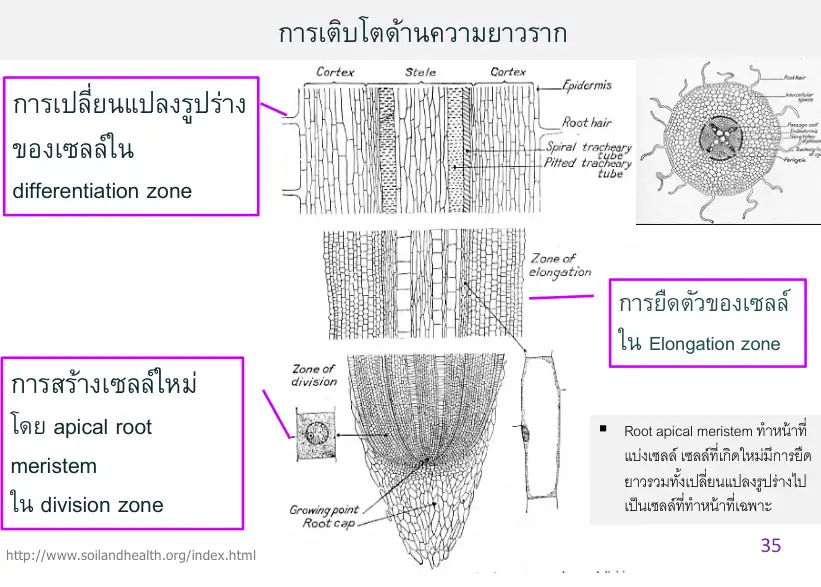 การเติบโตด้านความยาวราก
การเปลี่ยนแปลงรูปร่าง
ของเซลล์ใน
differentiation zone
Cortex Stele Cortex
Epidermis
Root hair
Spiral tracheary
tube
Pitted tracheary
tube
Root hair
Intercellular
space
Passage cell
Endodermis
Pericycle
Zone of
elongation
การยืดตัวของเซลล์
ใน Elongation zone
การสร้างเซลล์ใหม่
โดย apical root
meristem
ใน division zone
Zone of
division
Growing point
Root cap
▪ Root apical meristem ทำหน้าที่
แบ่งเซลล์ เซลล์ที่เกิดใหม่มีการยืด
ยาวรวมทั้งเปลี่ยนแปลงรูปร่างไป
เป็นเซลล์ที่ทำหน้าที่เฉพาะ
http://www.soilandhealth.org/index.html
35